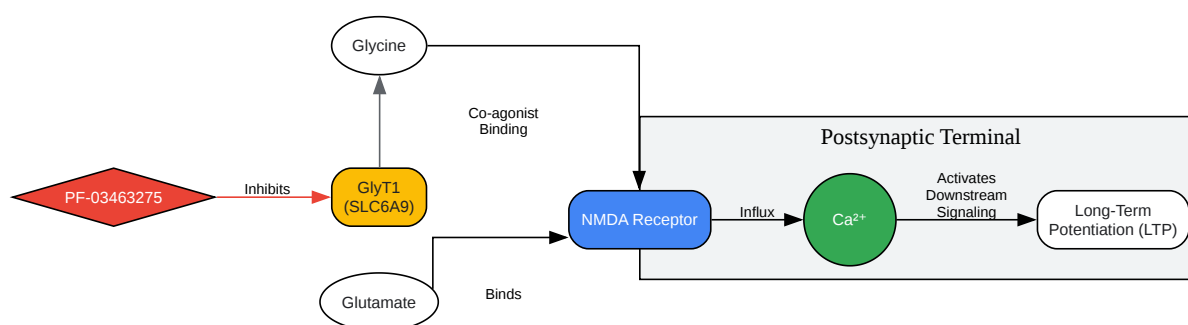 Glycine
Co-agonist
Binding
Postsynaptic Terminal
PF-03463275
Inhibits
GlyT1
(SLC6A9)
NMDA Receptor
Influx
Ca²⁺
Activates
Downstream
Signaling
Long-Term
Potentiation (LTP)
Glutamate
Binds